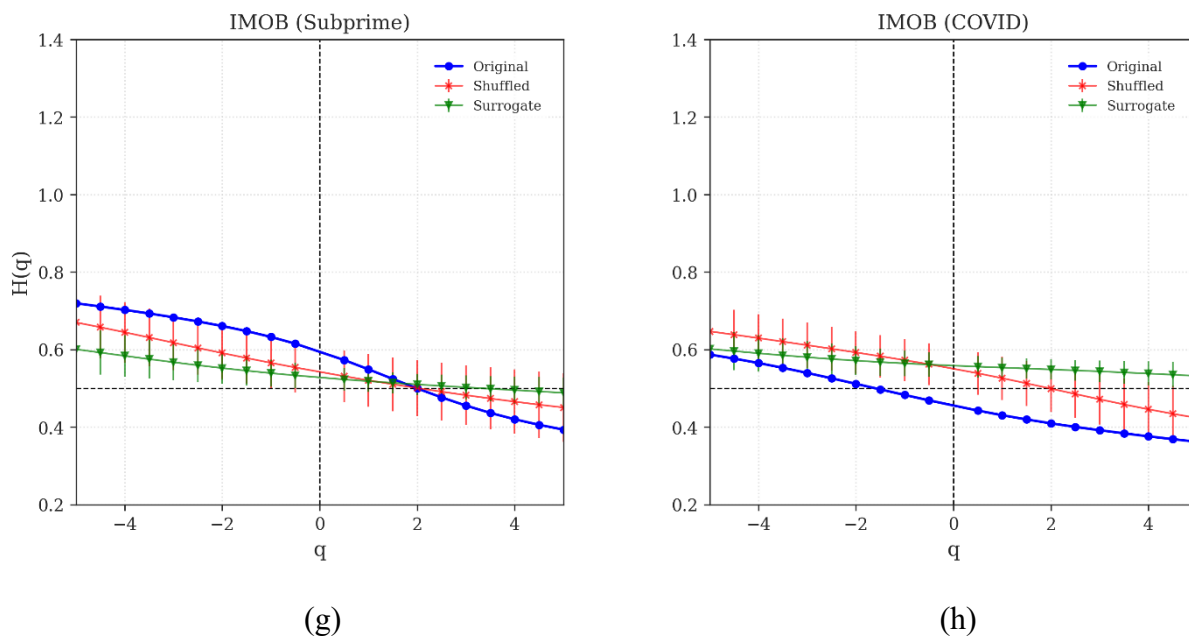 IMOB (Subprime)
1.4
1.2
1.0
0.8
0.6
0.4
0.2
H(q)
Original
Shuffled
Surrogate
−4
−2
0
2
4
q
(g)
IMOB (COVID)
1.4
1.2
1.0
0.8
0.6
0.4
0.2
Original
Shuffled
Surrogate
−4
−2
0
2
4
q
(h)